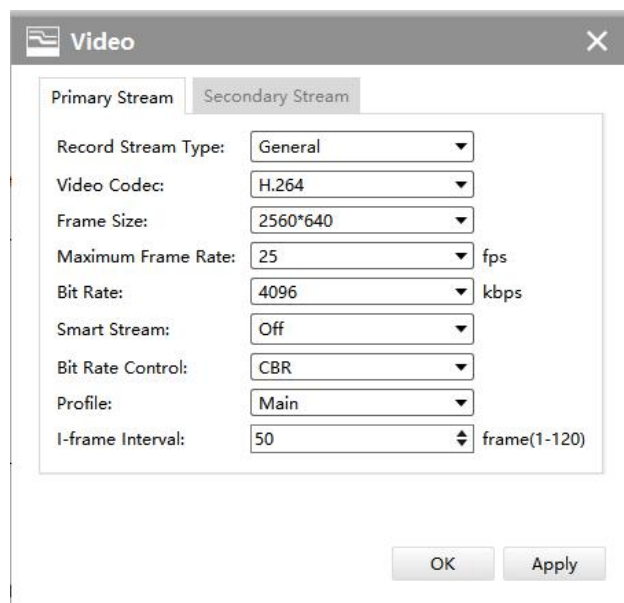 Video
Primary Stream Secondary Stream
Record Stream Type: General
Video Codec: H.264
Frame Size: 2560*640
Maximum Frame Rate: 25 fps
Bit Rate: 4096 kbps
Smart Stream: Off
Bit Rate Control: CBR
Profile: Main
I-frame Interval: 50 frame(1-120)
OK Apply